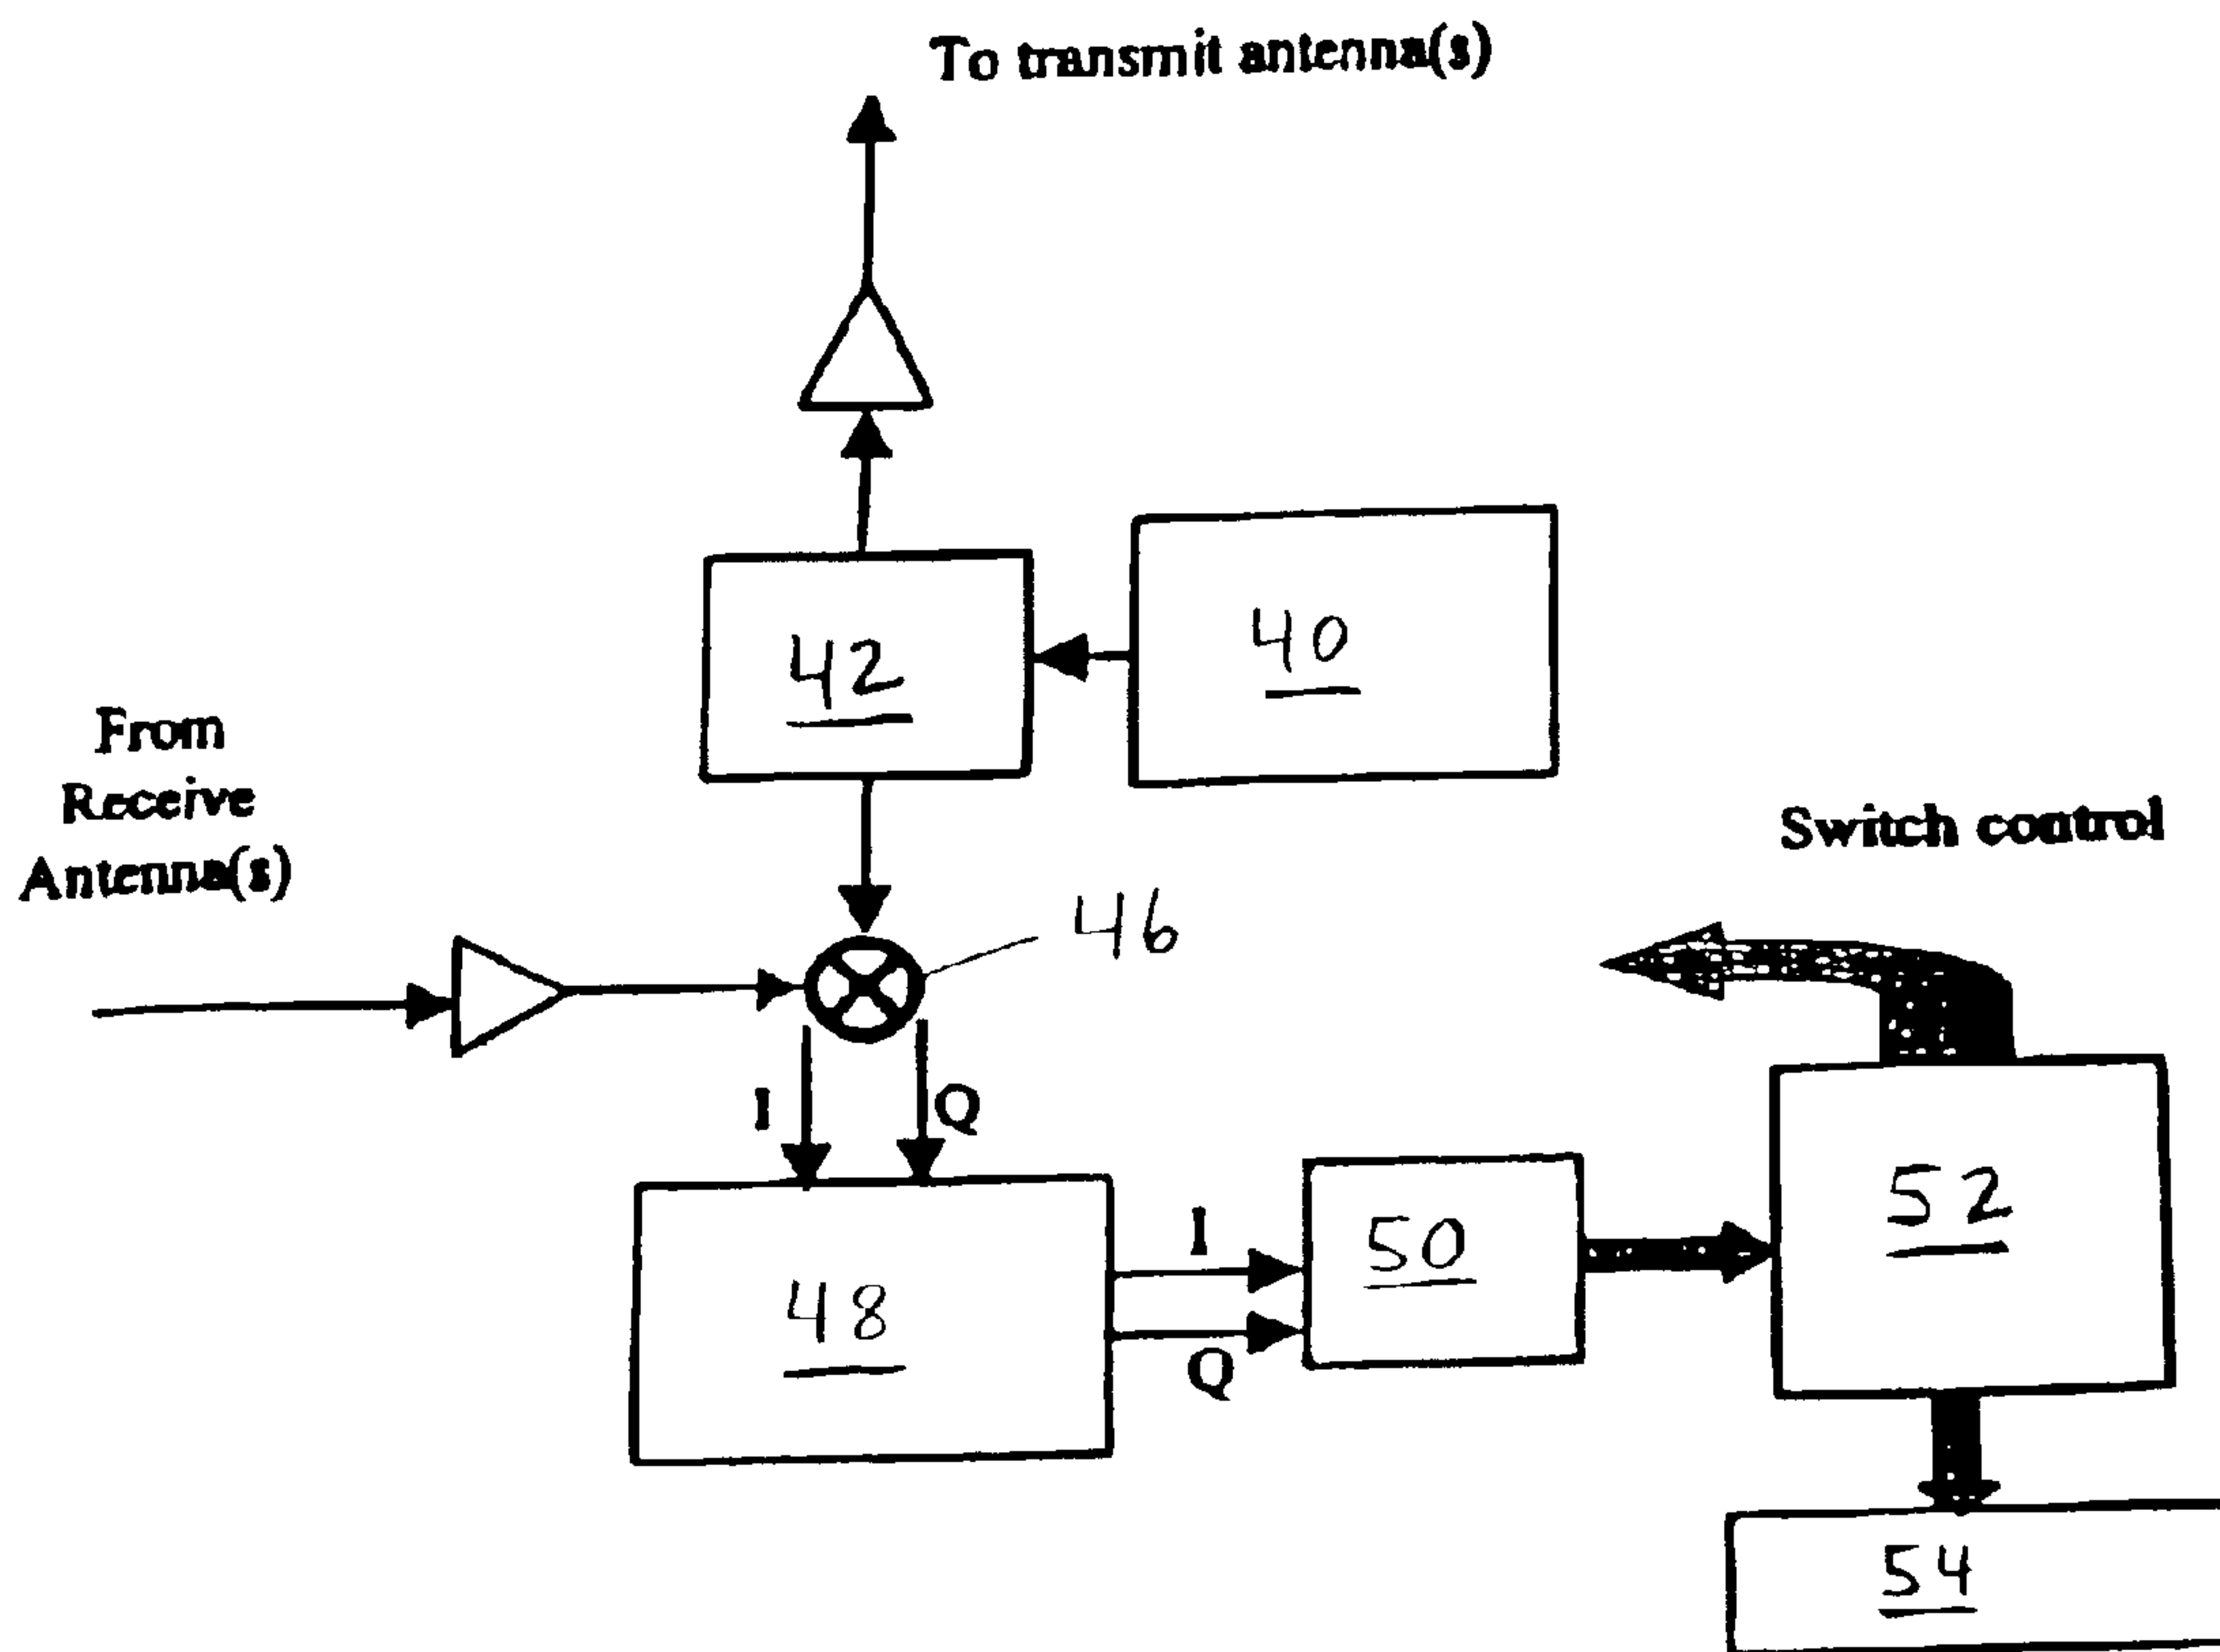 To transmit antenna(s)
40
42
From
Receive
Antenna(s)
Switch control
46
I
Q
52
I
50
48
Q
54